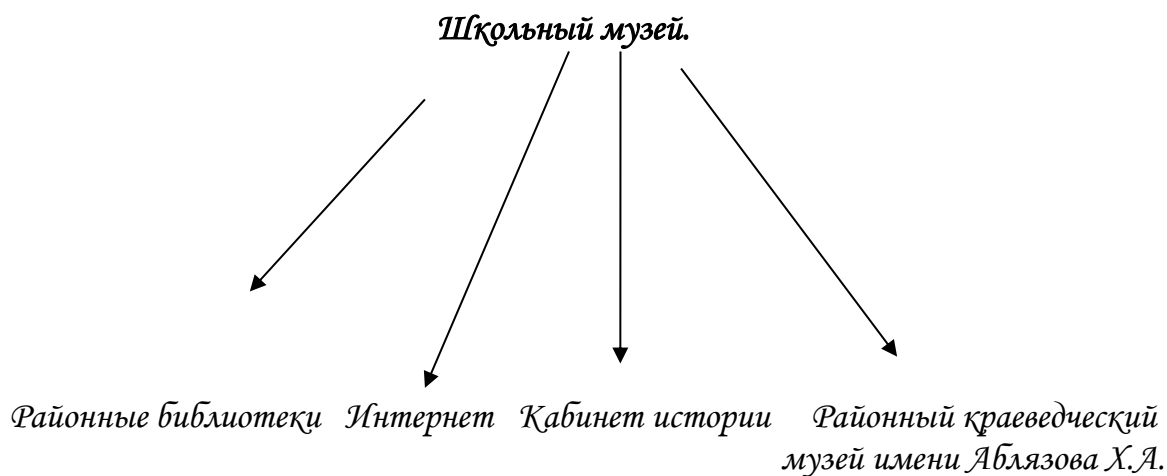 Школьный музей.
Районные библиотеки Интернет Кабинет истории Районный краеведческий
музей имени Аблязова Х.А.